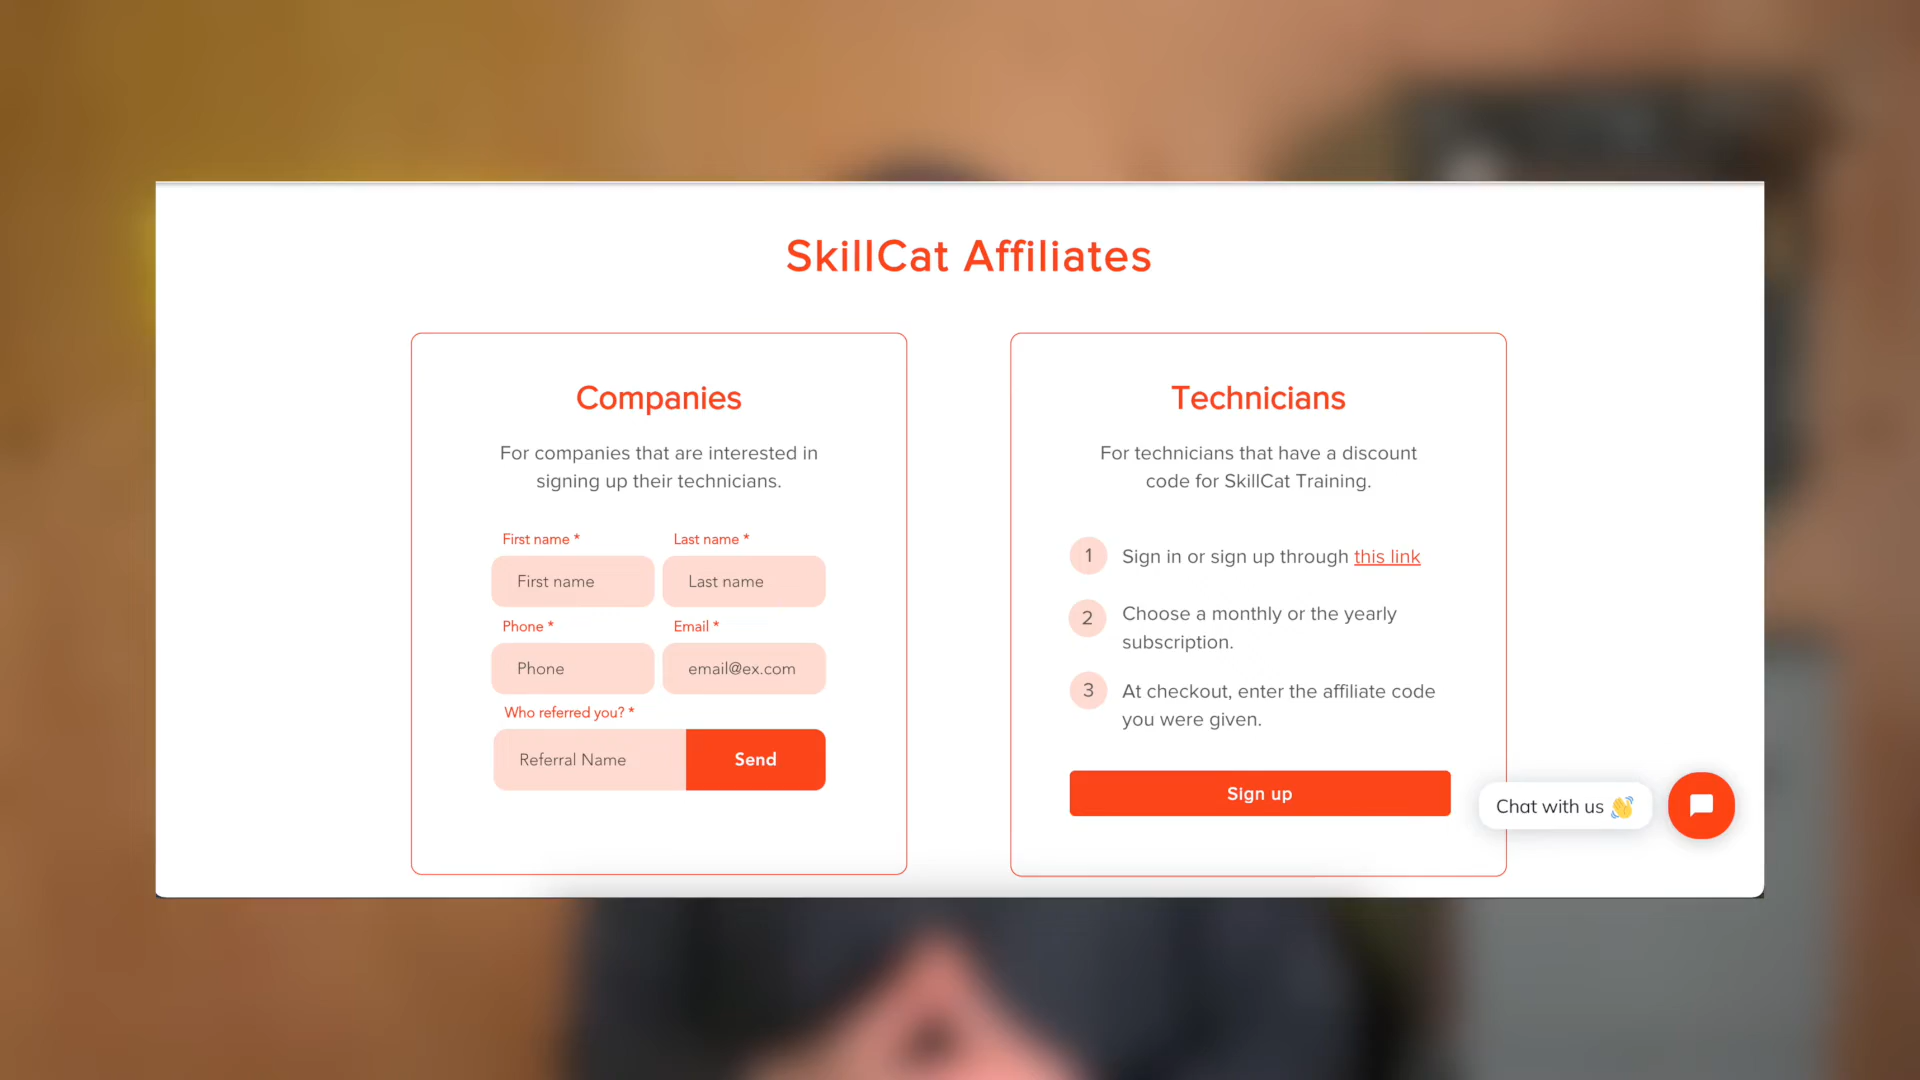 SkillCat Affiliates
Companies
For companies that are interested in
signing up their technicians.
First name *
Last name *
First name
Last name
Phone *
Email *
Phone
email@ex.com
Who referred you? *
Referral Name
Send
Technicians
For technicians that have a discount
code for SkillCat Training.
1
Sign in or sign up through this link
2
Choose a monthly or the yearly
subscription.
3
At checkout, enter the affiliate code
you were given.
Sign up
Chat with us 👋